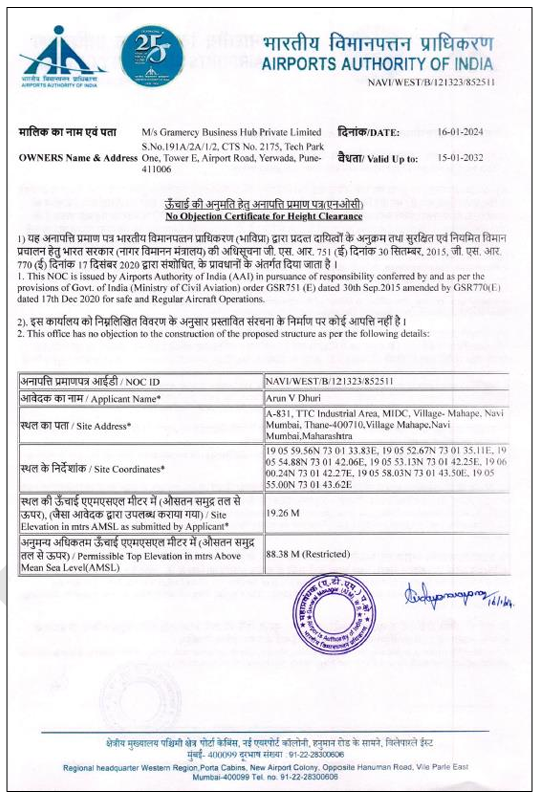 भारतीय विमानपत्तन प्राधिकरण
AIRPORTS AUTHORITY OF INDIA
25
भारतीय विमानपत्तन प्राधिकरण
AIRPORTS AUTHORITY OF INDIA
NAVI/WEST/B/121323/852511
मालिक का नाम एवं पता
OWNERS Name & Address
M/s Gramercy Business Hub Private Limited
S.No.191A/2A/1/2, CTS No. 2175, Tech Park
One, Tower E, Airport Road, Yerwada, Pune-
411006
दिनांक/DATE: 16-01-2024
वैधता/ Valid Up to: 15-01-2032
ऊँचाई की अनुमति हेतु अनापत्ति प्रमाण पत्र(एनओसी)
No Objection Certificate for Height Clearance
1) यह अनापत्ति प्रमाण पत्र भारतीय विमानपत्तन प्राधिकरण (भाविप्रा) द्वारा प्रदत्त दायित्वों के अनुक्रम तथा सुरक्षित एवं नियमित विमान
प्रचालन हेतु भारत सरकार (नागर विमानन मंत्रालय) की अधिसूचना जी. एस. आर. 751 (ई) दिनांक 30 सितम्बर, 2015, जी. एस. आर.
770 (ई) दिनांक 17 दिसंबर 2020 द्वारा संशोधित, के प्रावधानों के अंतर्गत दिया जाता है ।
1. This NOC is issued by Airports Authority of India (AAI) in pursuance of responsibility conferred by and as per the
provisions of Govt. of India (Ministry of Civil Aviation) order GSR751 (E) dated 30th Sep.2015 amended by GSR770(E)
dated 17th Dec 2020 for safe and Regular Aircraft Operations.
2). इस कार्यालय को निम्नलिखित विवरण के अनुसार प्रस्तावित संरचना के निर्माण पर कोई आपत्ति नहीं है ।
2. This office has no objection to the construction of the proposed structure as per the following details:
अनापत्ति प्रमाणपत्र आईडी / NOC ID
NAVI/WEST/B/121323/852511
आवेदक का नाम / Applicant Name*
Arun V Dhuri
स्थल का पता / Site Address*
A-831, TTC Industrial Area, MIDC, Village- Mahape, Navi
Mumbai, Thane-400710,Village Mahape,Navi
Mumbai,Maharashtra
स्थल के निर्देशांक / Site Coordinates*
19 05 59.56N 73 01 33.83E, 19 05 52.67N 73 01 35.11E, 19
05 54.88N 73 01 42.06E, 19 05 53.13N 73 01 42.25E, 19 06
00.24N 73 01 42.27E, 19 05 58.03N 73 01 43.50E, 19 05
55.00N 73 01 43.62E
स्थल की ऊँचाई एएमएसएल मीटर में (औसतन समुद्र तल से
ऊपर), (जैसा आवेदक द्वारा उपलब्ध कराया गया) / Site
Elevation in mtrs AMSL as submitted by Applicant*
19.26 M
अनुमन्य अधिकतम ऊँचाई एएमएसएल मीटर में (औसतन समुद्र
तल से ऊपर) / Permissible Top Elevation in mtrs Above
Mean Sea Level(AMSL)
88.38 M (Restricted)
क्षेत्रीय मुख्यालय पश्चिमी क्षेत्र पोर्टा केबिंस, नई एयरपोर्ट कॉलोनी, हनुमान रोड के सामने, विलेपारले ईस्ट
मुंबई- 400099 दूरभाष संख्या :91-22-28300606
Regional headquarter Western Region,Porta Cabins, New Airport Colony, Opposite Hanuman Road, Vile Parle East
Mumbai-400099 Tel. no. 91-22-28300606